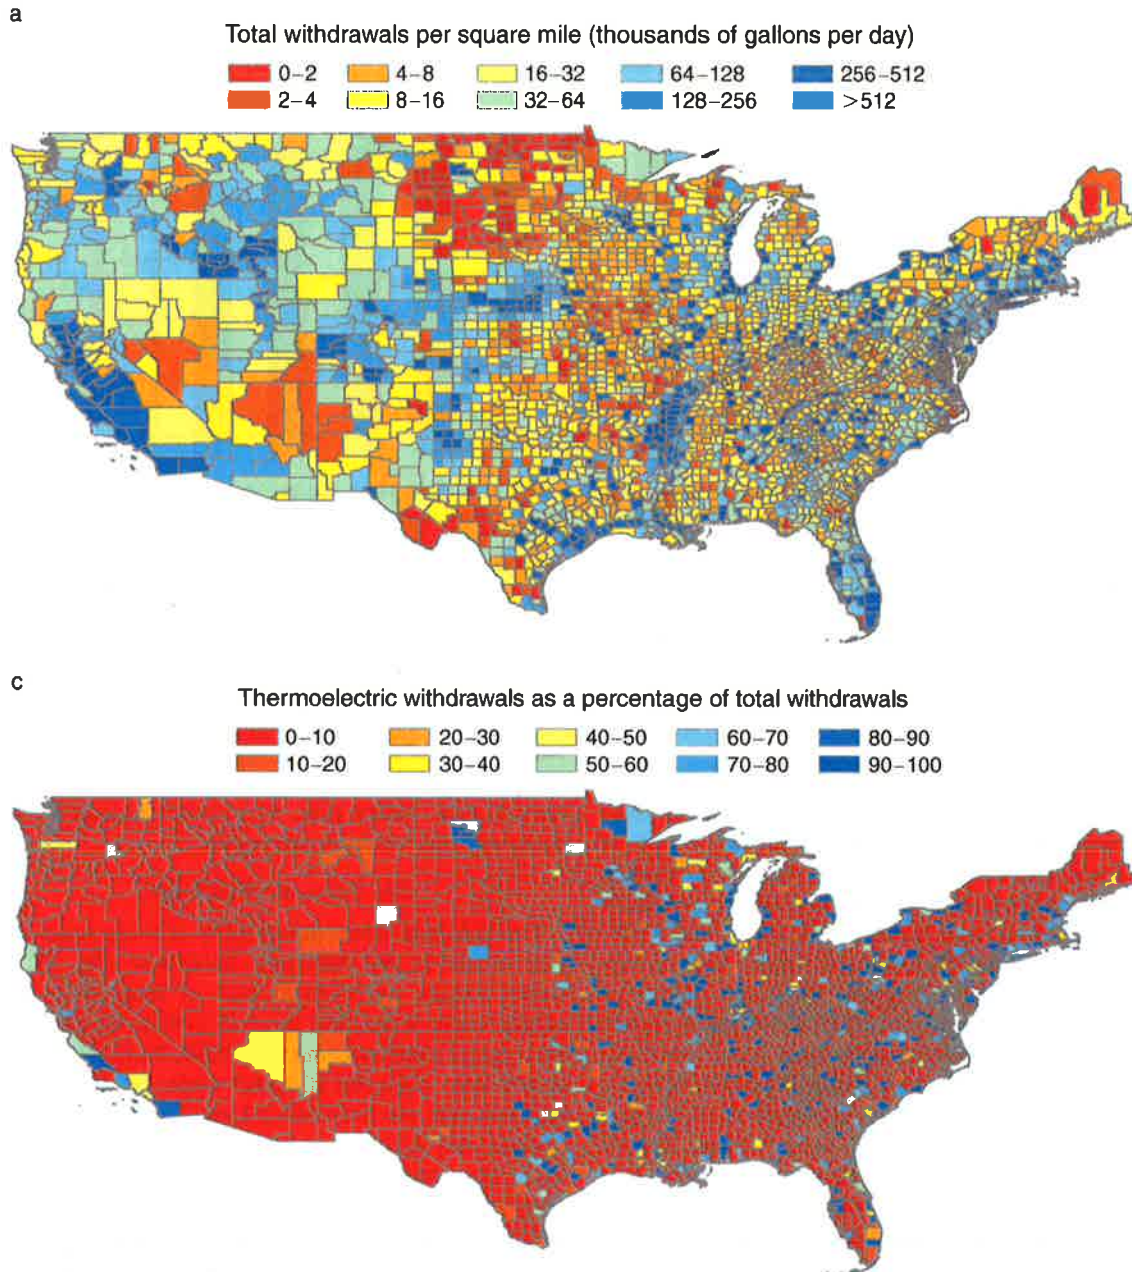 a
Total withdrawals per square mile (thousands of gallons per day)
0–2 4–8 16–32 64–128 256–512
2–4 8–16 32–64 128–256 >512
c
Thermoelectric withdrawals as a percentage of total withdrawals
0–10 20–30 40–50 60–70 80–90
10–20 30–40 50–60 70–80 90–100